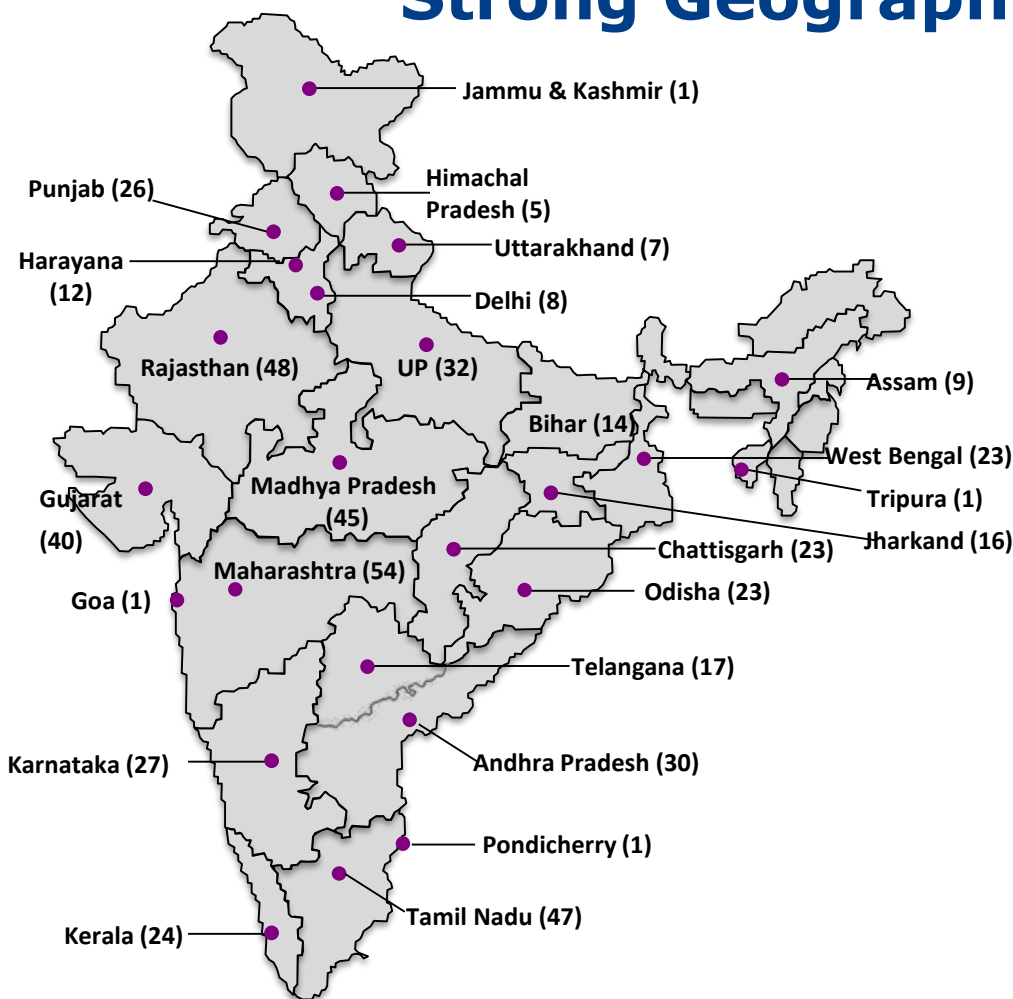 Strong Geograph
Jammu & Kashmir (1)
Punjab (26)
Himachal
Pradesh (5)
Uttarakhand (7)
Harayana
(12)
Delhi (8)
Rajasthan (48)
UP (32)
Assam (9)
Bihar (14)
West Bengal (23)
Gujarat
(40)
Madhya Pradesh
(45)
Tripura (1)
Jharkand (16)
Chattisgarh (23)
Maharashtra (54)
Odisha (23)
Goa (1)
Telangana (17)
Karnataka (27)
Andhra Pradesh (30)
Pondicherry (1)
Tamil Nadu (47)
Kerala (24)